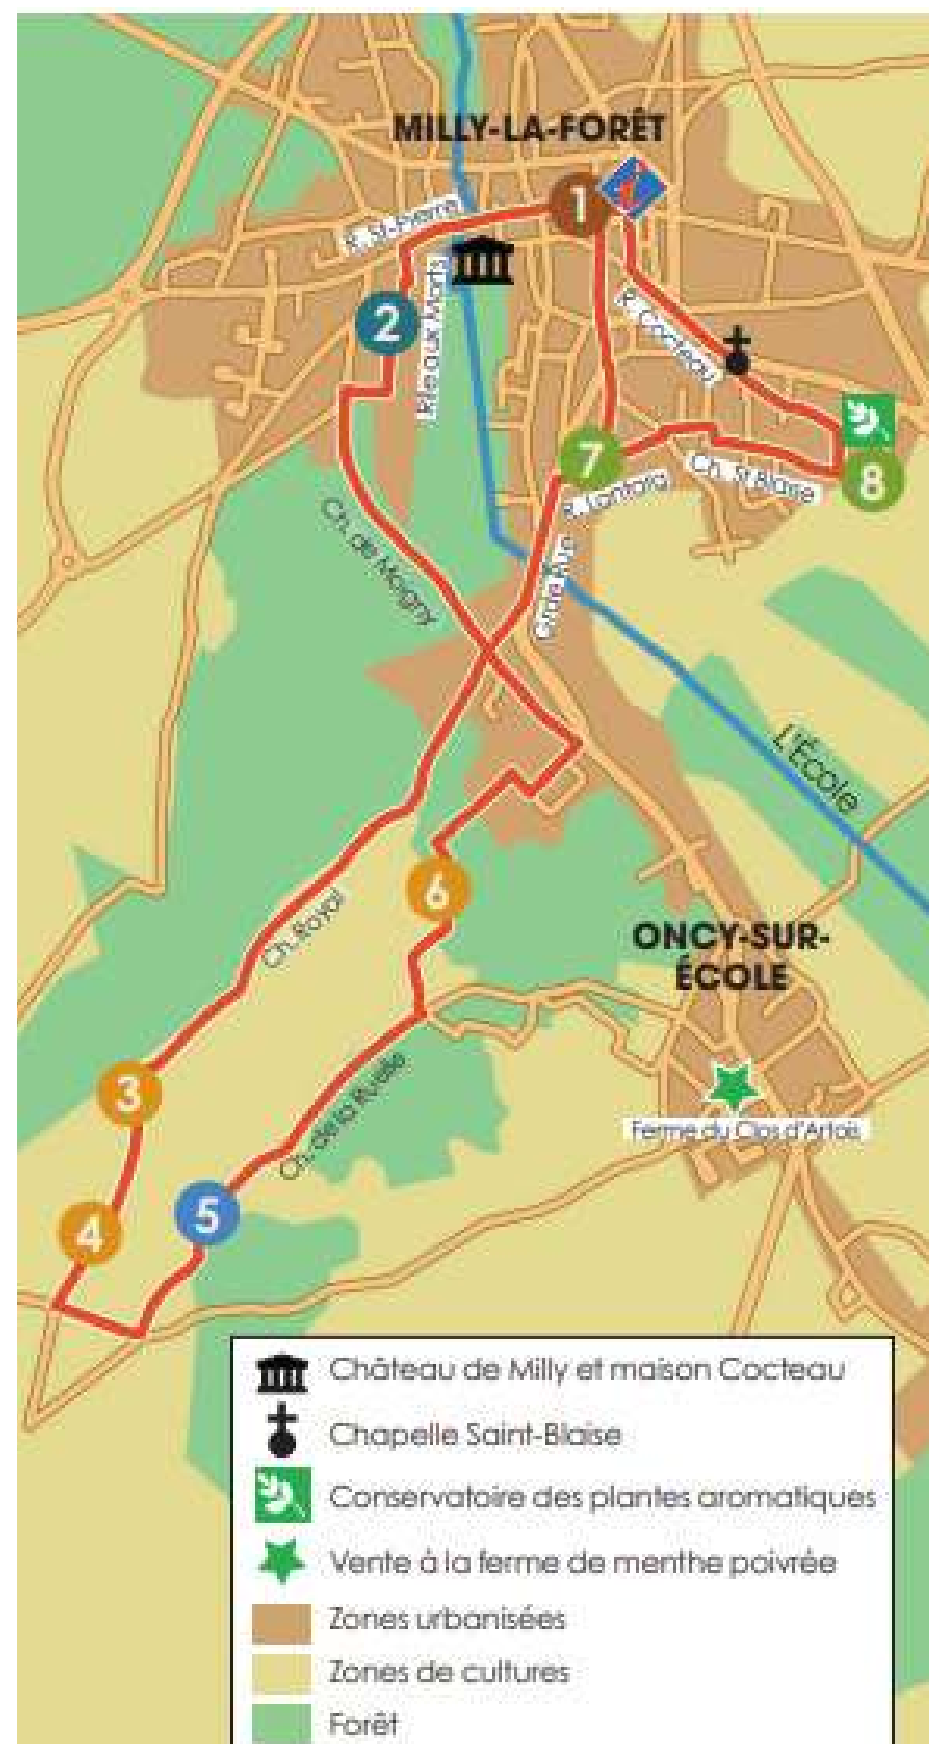 MILLY-LA-FORÊT
1
i
R. St-Pierre
2
R. Cocteau
7
Ch. St Blaise
8
Ch. de Maigny
Grde Rue
L'École
6
Ch. Royal
ONCY-SUR-
ÉCOLE
3
Ch. de la Ruelle
Ferme du Clos d'Artois
4
5
Château de Milly et maison Cocteau
Chapelle Saint-Blaise
Conservatoire des plantes aromatiques
Vente à la ferme de menthe poivrée
Zones urbanisées
Zones de cultures
Forêt